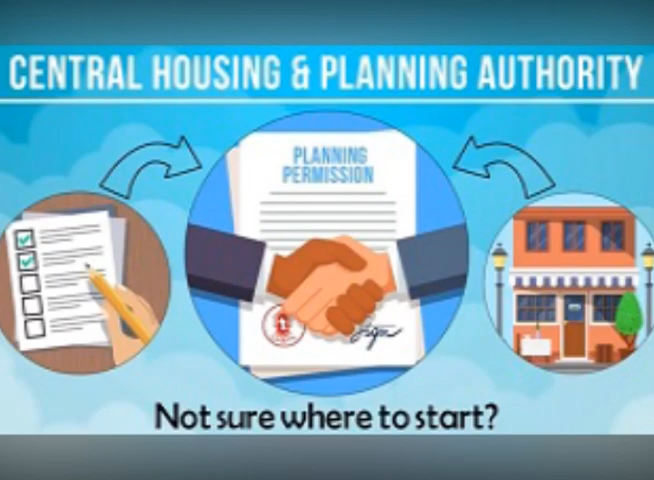 CENTRAL HOUSING & PLANNING AUTHORITY
PLANNING
PERMISSION
Not sure where to start?